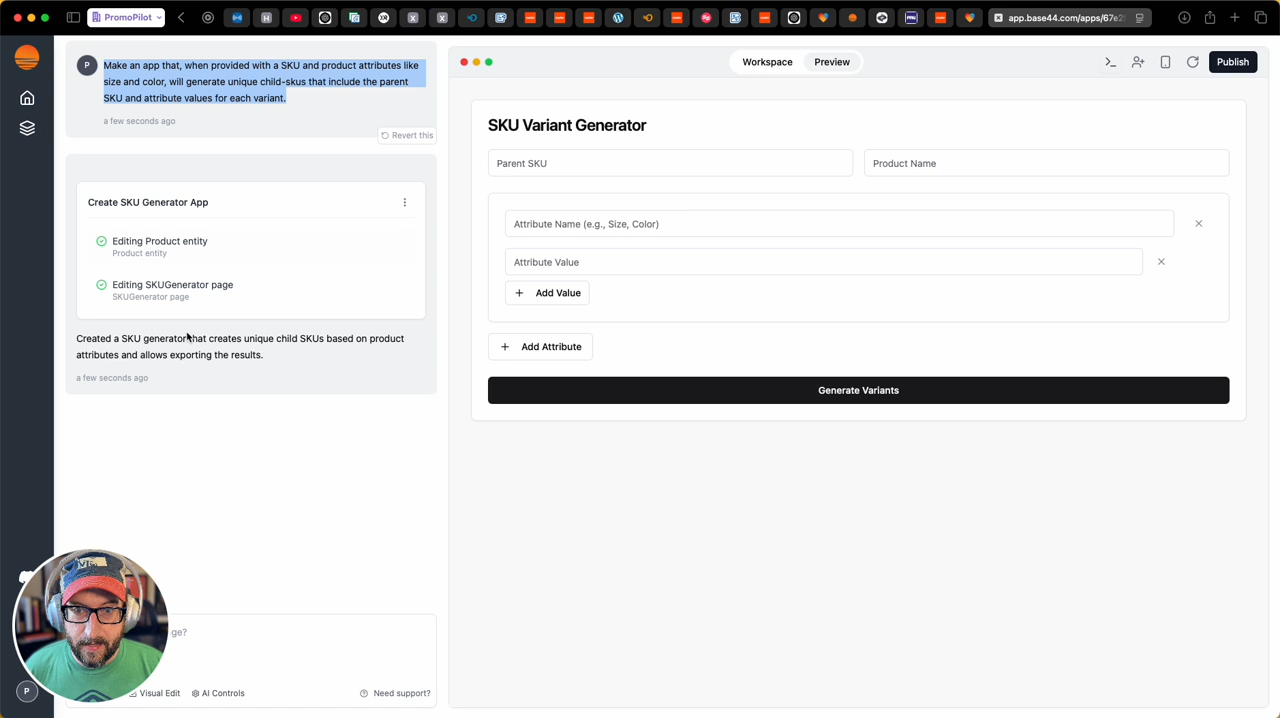 PromoPilot
app.base44.com/apps/67e2
Make an app that, when provided with a SKU and product attributes like
size and color, will generate unique child-skus that include the parent
SKU and attribute values for each variant.
a few seconds ago
Revert this
Create SKU Generator App
Editing Product entity
Product entity
Editing SKUGenerator page
SKUGenerator page
Created a SKU generator that creates unique child SKUs based on product
attributes and allows exporting the results.
a few seconds ago
ge?
Visual Edit
AI Controls
Need support?
P
P
Workspace
Preview
Publish
SKU Variant Generator
Parent SKU
Product Name
Attribute Name (e.g., Size, Color)
Attribute Value
Add Value
Add Attribute
Generate Variants